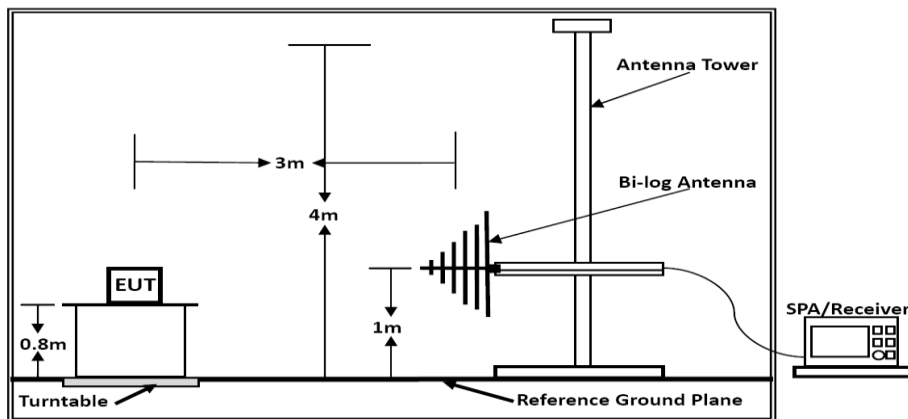 Antenna Tower
3m
Bi-log Antenna
4m
EUT
SPA/Receiver
0.8m
1m
Turntable
Reference Ground Plane